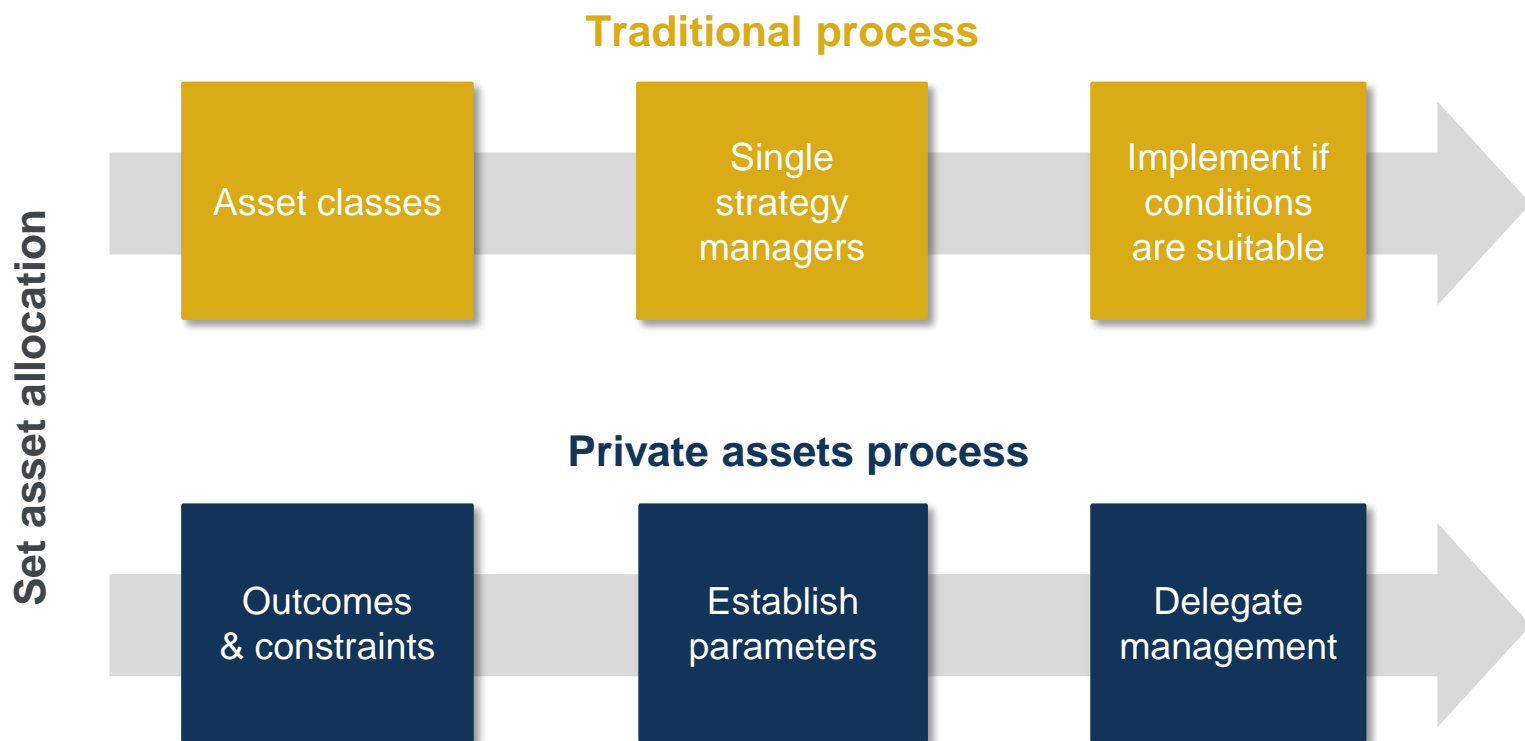 Set asset allocation
Traditional process
Asset classes
Single
strategy
managers
Implement if
conditions
are suitable
Private assets process
Outcomes
& constraints
Establish
parameters
Delegate
management